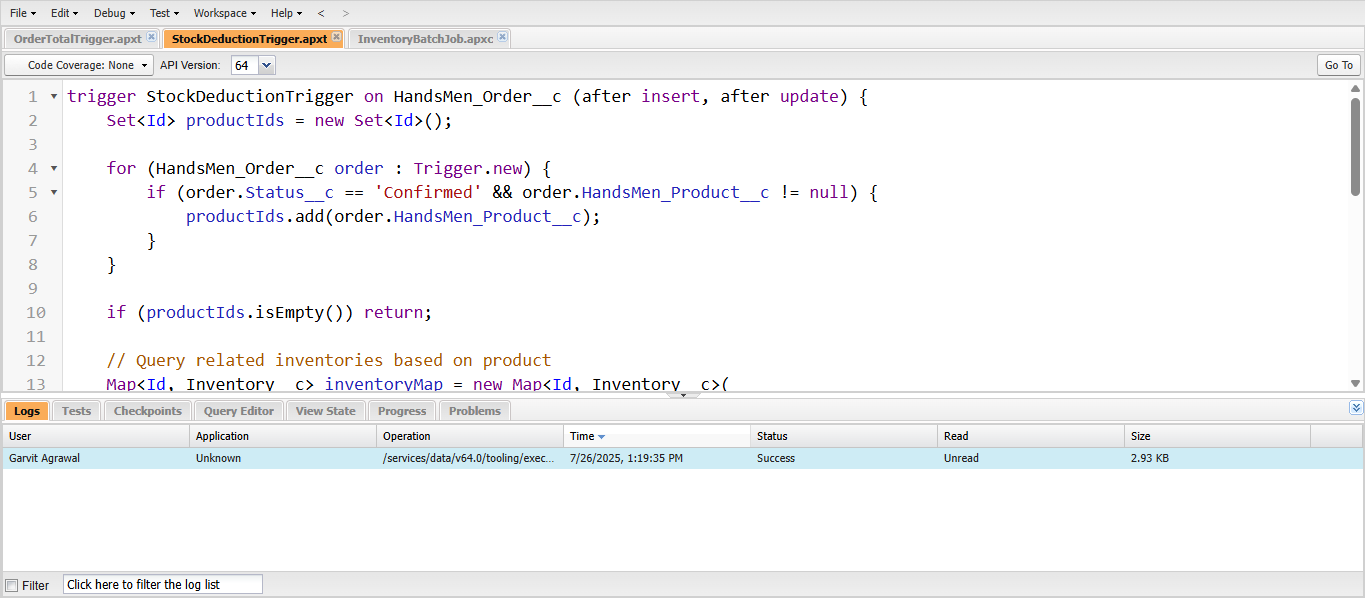 File Edit Debug Test Workspace Help < >
OrderTotalTrigger.apxt StockDeductionTrigger.apxt InventoryBatchJob.apxc
Code Coverage: None API Version: 64 Go To
1 trigger StockDeductionTrigger on HandsMen_Order__c (after insert, after update) {
2 Set<Id> productIds = new Set<Id>();
3
4 for (HandsMen_Order__c order : Trigger.new) {
5 if (order.Status__c == 'Confirmed' && order.HandsMen_Product__c != null) {
6 productIds.add(order.HandsMen_Product__c);
7 }
8 }
9
10 if (productIds.isEmpty()) return;
11
12 // Query related inventories based on product
13 Map<Id, Inventory__c> inventoryMap = new Map<Id, Inventory__c>(
Logs Tests Checkpoints Query Editor View State Progress Problems
User Application Operation Time Status Read Size
Garvit Agrawal Unknown /services/data/v64.0/tooling/exec... 7/26/2025, 1:19:35 PM Success Unread 2.93 KB
Filter Click here to filter the log list